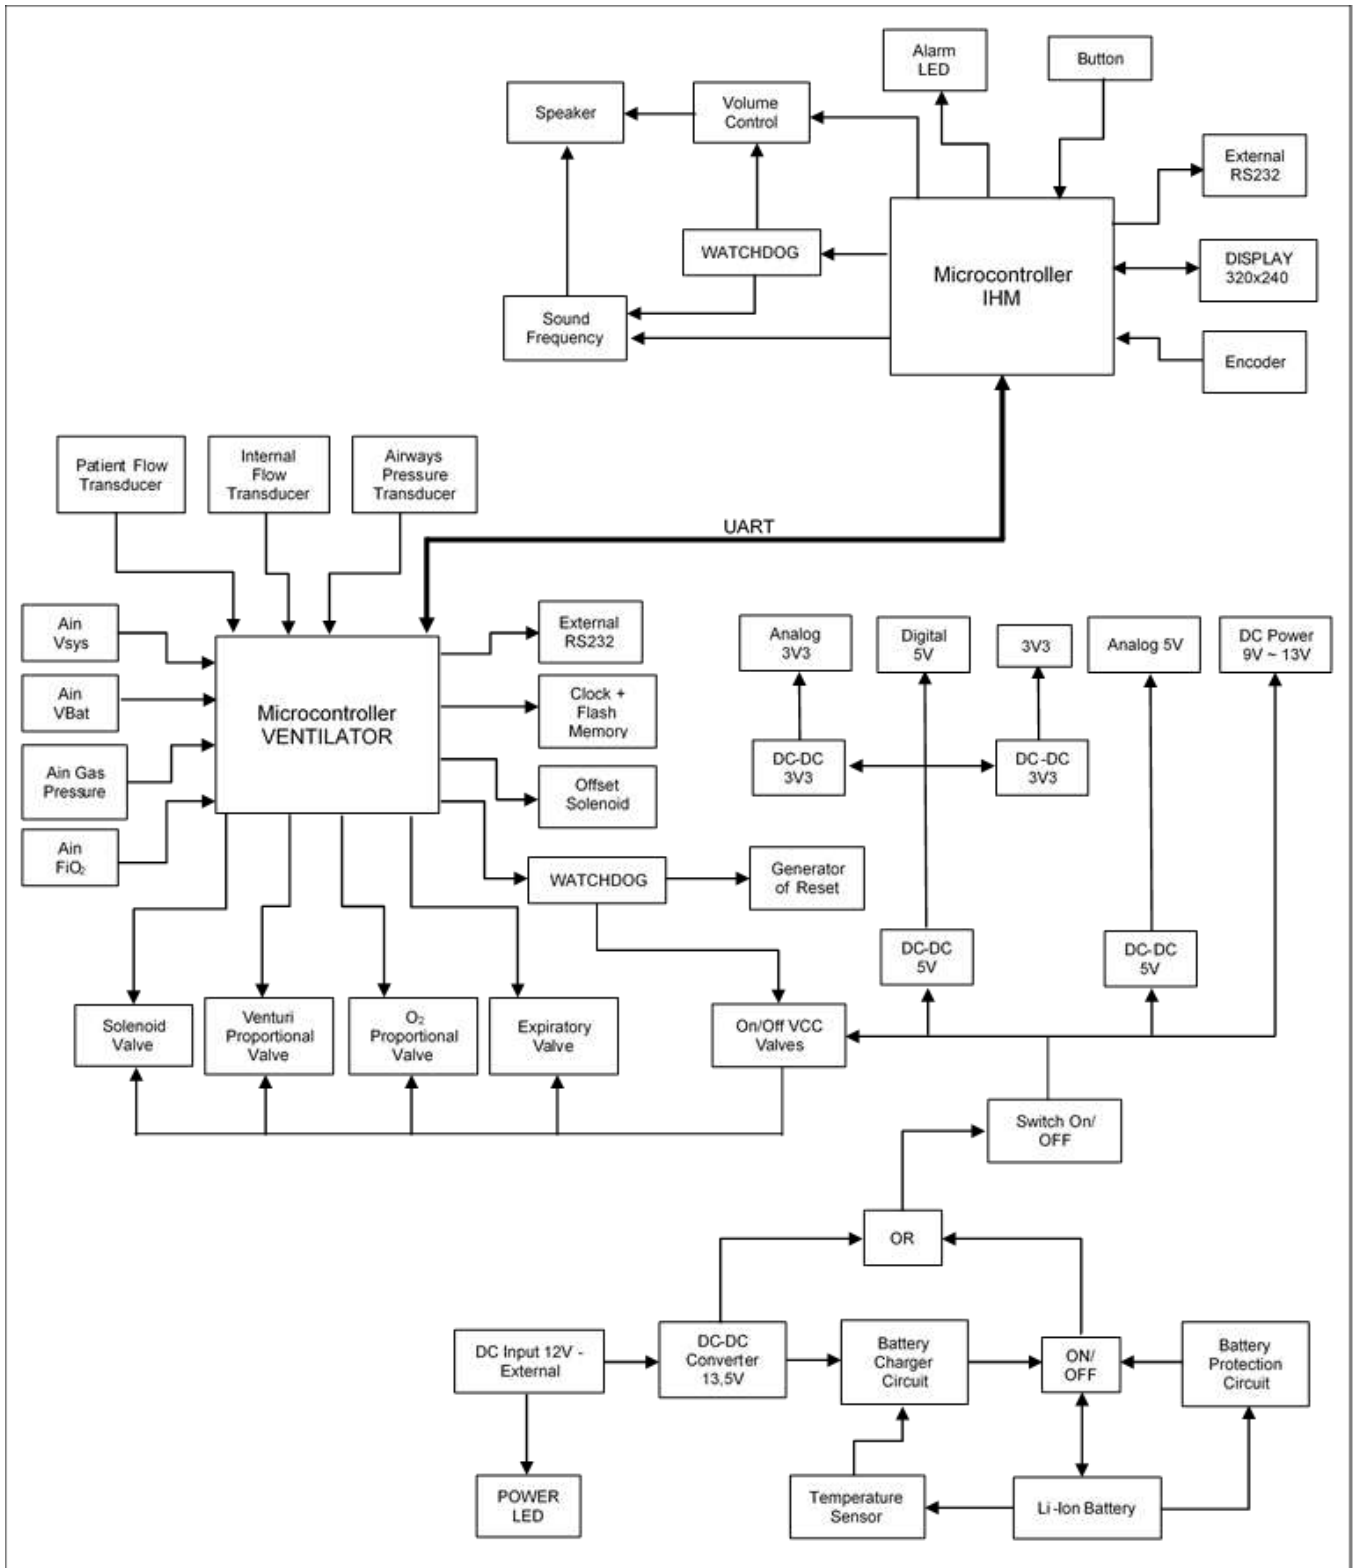 Alarm
LED
Button
Speaker
Volume
Control
External
RS232
WATCHDOG
Microcontroller
IHM
DISPLAY
320x240
Sound
Frequency
Encoder
Patient Flow
Transducer
Internal
Flow
Transducer
Airways
Pressure
Transducer
UART
Ain
Vsys
External
RS232
Analog
3V3
Digital
5V
3V3
Analog 5V
DC Power
9V ~ 13V
Ain
VBat
Microcontroller
VENTILATOR
Clock +
Flash
Memory
Ain Gas
Pressure
Offset
Solenoid
DC-DC
3V3
DC-DC
3V3
Ain
FiO₂
WATCHDOG
Generator
of Reset
DC-DC
5V
DC-DC
5V
Solenoid
Valve
Venturi
Proportional
Valve
O₂
Proportional
Valve
Expiratory
Valve
On/Off VCC
Valves
Switch On/
OFF
OR
DC Input 12V -
External
DC-DC
Converter
13,5V
Battery
Charger
Circuit
ON/
OFF
Battery
Protection
Circuit
POWER
LED
Temperature
Sensor
Li-Ion Battery